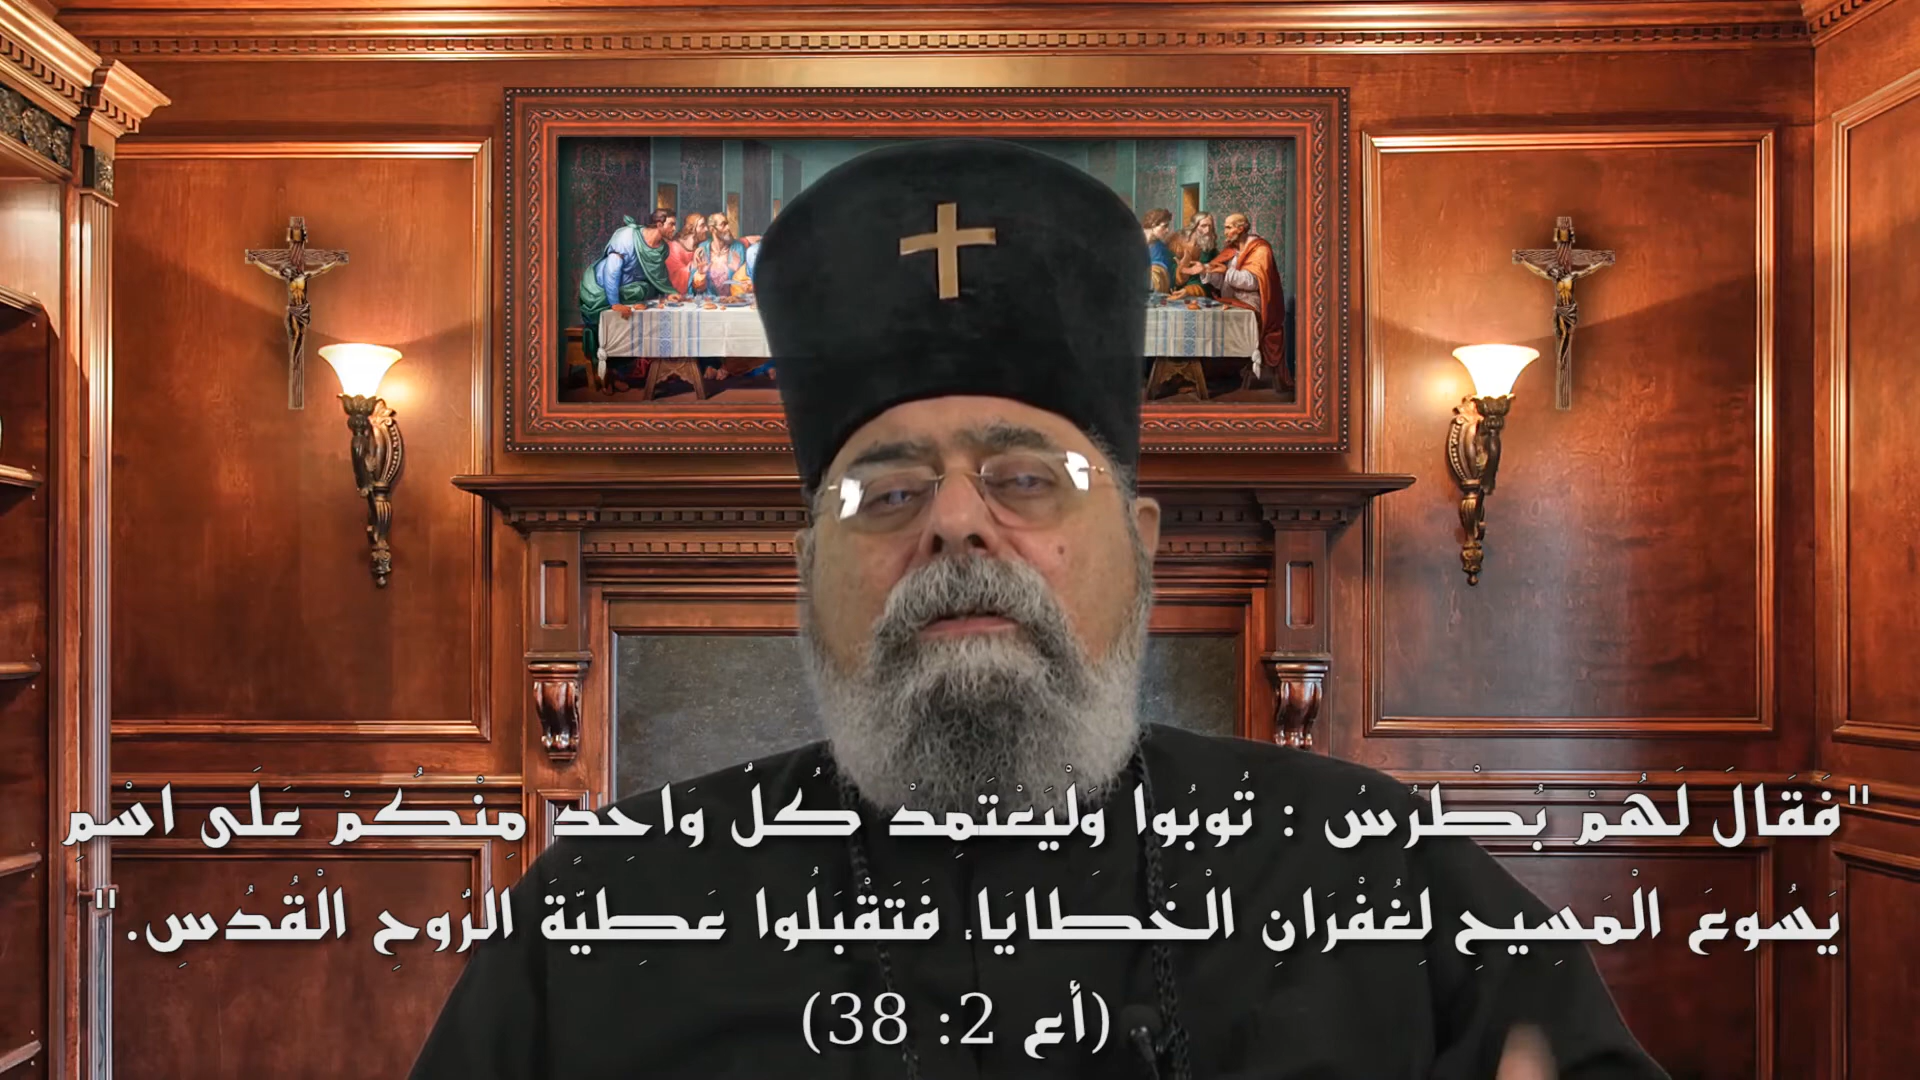 "فَقَالَ لَهُمْ بُطْرُسُ : تُوبُوا وَلْيَعْتَمِدْ كُلُّ وَاحِدٍ مِنْكُمْ عَلَى اسْمِ
يَسُوعَ الْمَسِيحِ لِغُفْرَانِ الْخَطَايَا، فَتَقْبَلُوا عَطِيَّةَ الرُّوحِ الْقُدُسِ."
(أع 2: 38)